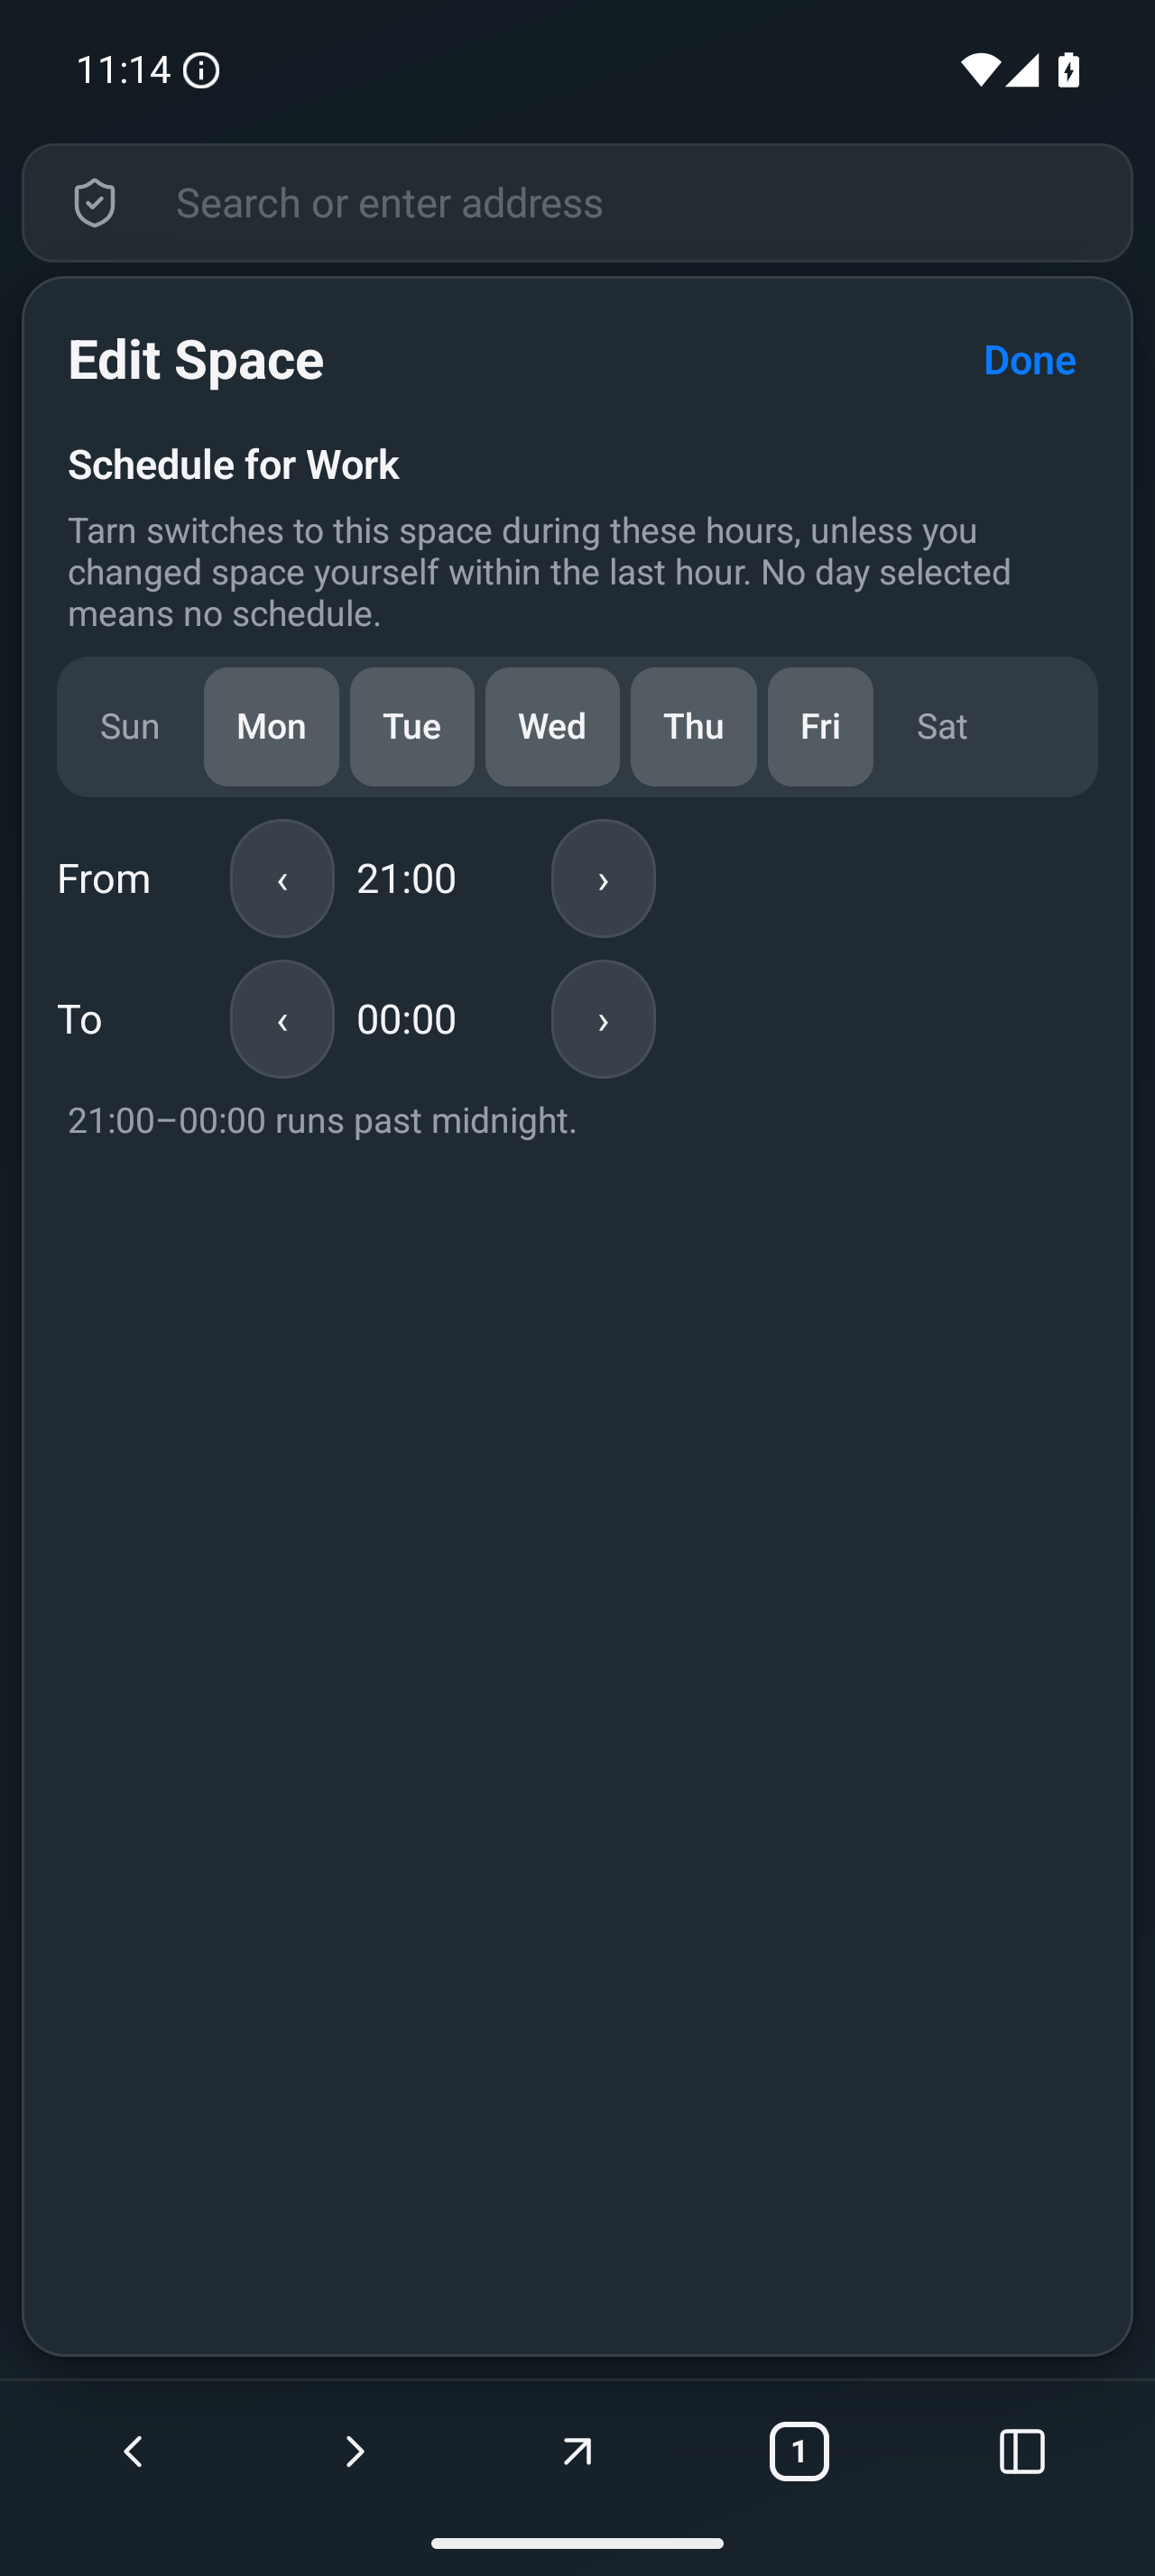 11:14
Search or enter address
Edit Space
Done
Schedule for Work
Tarn switches to this space during these hours, unless you
changed space yourself within the last hour. No day selected
means no schedule.
Sun Mon Tue Wed Thu Fri Sat
From ‹ 21:00 ›
To ‹ 00:00 ›
21:00–00:00 runs past midnight.
1